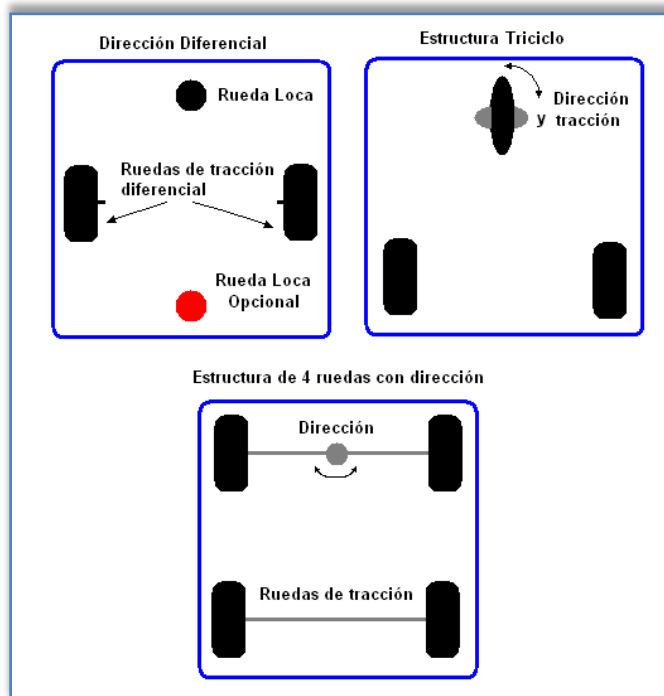 Dirección Diferencial
Rueda Loca
Ruedas de tracción
diferencial
Rueda Loca
Opcional
Estructura Triciclo
Dirección
y tracción
Estructura de 4 ruedas con dirección
Dirección
Ruedas de tracción